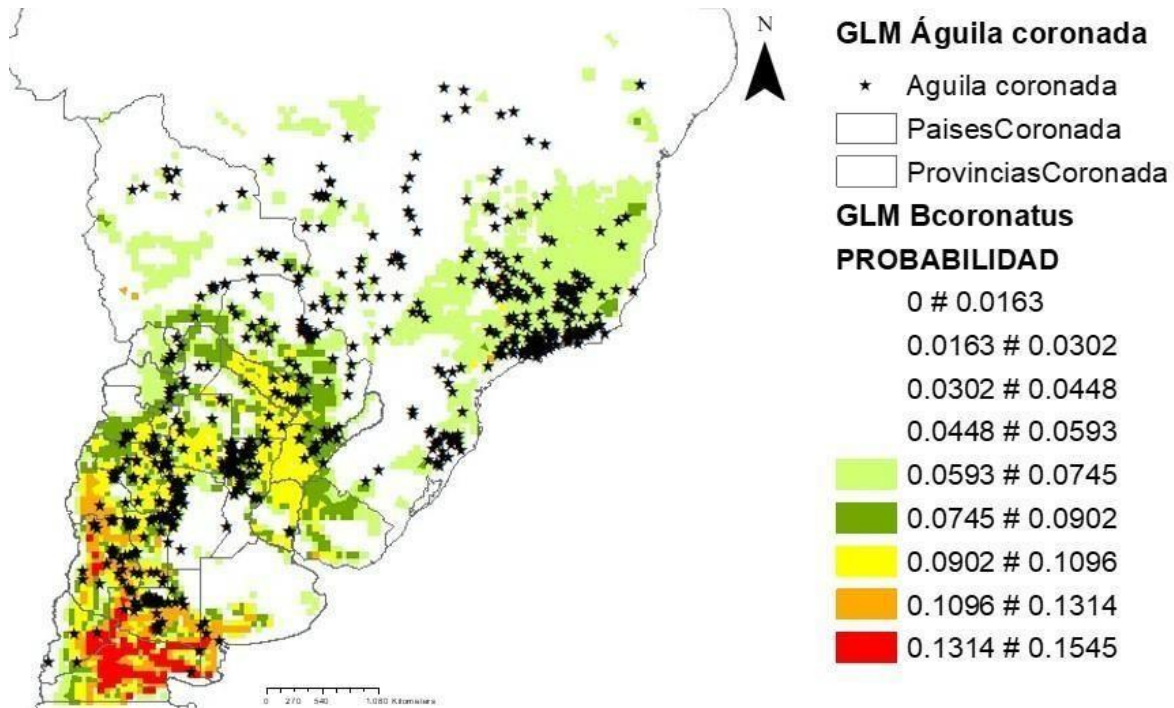 N
GLM Águila coronada
Aguila coronada
PaisesCoronada
ProvinciasCoronada
GLM Bcoronatus
PROBABILIDAD
0 # 0.0163
0.0163 # 0.0302
0.0302 # 0.0448
0.0448 # 0.0593
0.0593 # 0.0745
0.0745 # 0.0902
0.0902 # 0.1096
0.1096 # 0.1314
0.1314 # 0.1545
0 270 540 1.080 Kilometers